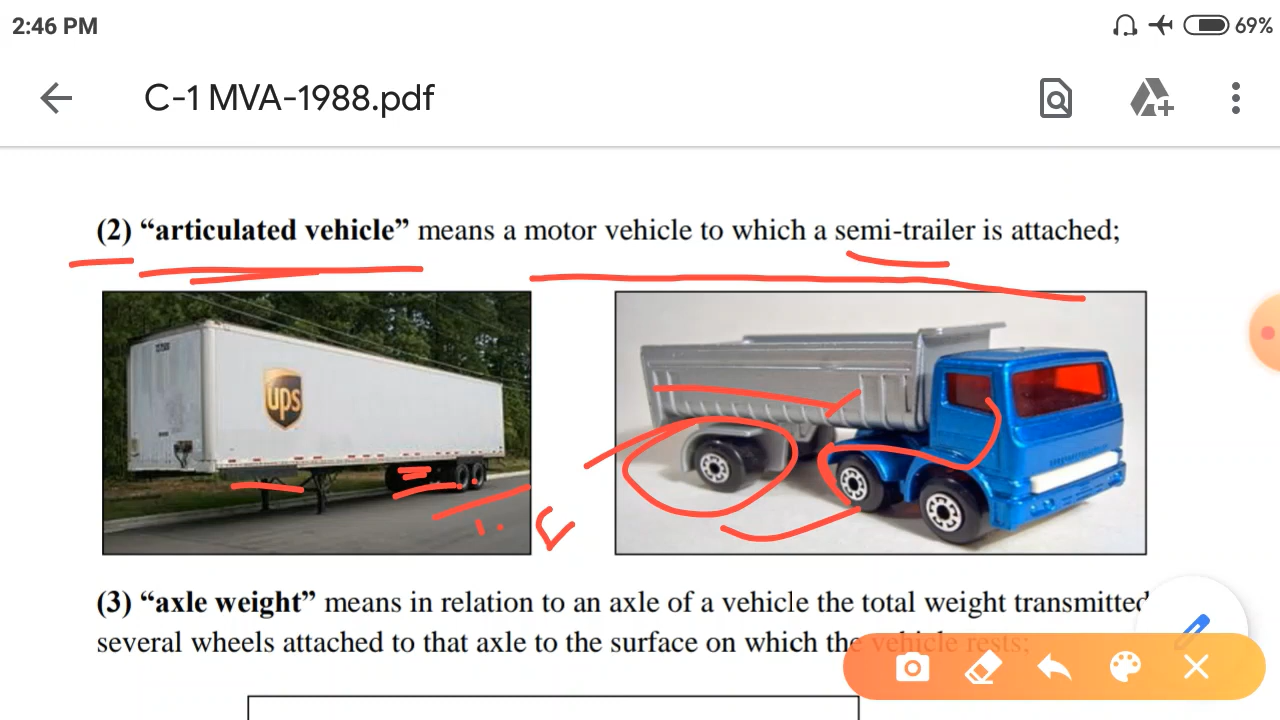 2:46 PM
69%
C-1 MVA-1988.pdf
(2) “articulated vehicle” means a motor vehicle to which a semi-trailer is attached;
ups
(3) “axle weight” means in relation to an axle of a vehicle the total weight transmitted
several wheels attached to that axle to the surface on which the vehicle rests;